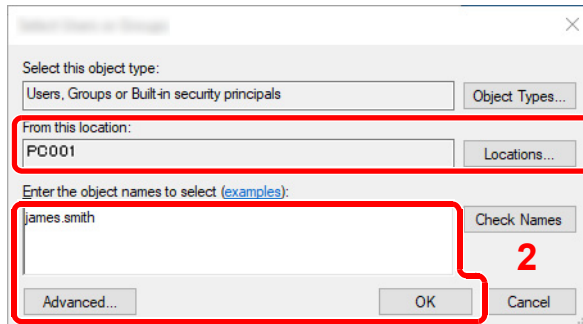 Select this object type:
Users, Groups or Built-in security principals
Object Types...
From this location:
PC001
Locations...
Enter the object names to select (examples):
james.smith
Check Names
2
Advanced...
OK
Cancel